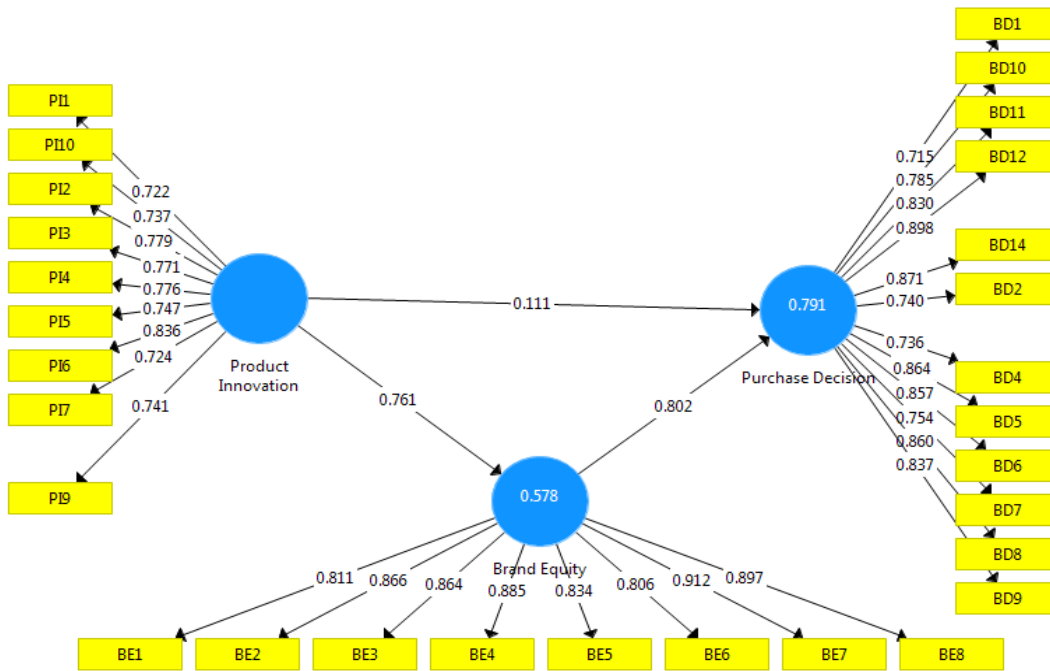 PI1
PI10
PI2
PI3
PI4
PI5
PI6
PI7
PI9
0.722
0.737
0.779
0.771
0.776
0.747
0.836
0.724
0.741
Product
Innovation
0.111
0.761
0.802
0.791
Purchase Decision
0.578
Brand Equity
0.715
0.785
0.830
0.898
0.871
0.740
0.736
0.864
0.857
0.754
0.860
0.837
BD1
BD10
BD11
BD12
BD14
BD2
BD4
BD5
BD6
BD7
BD8
BD9
0.811
0.866
0.864
0.885
0.834
0.806
0.912
0.897
BE1
BE2
BE3
BE4
BE5
BE6
BE7
BE8